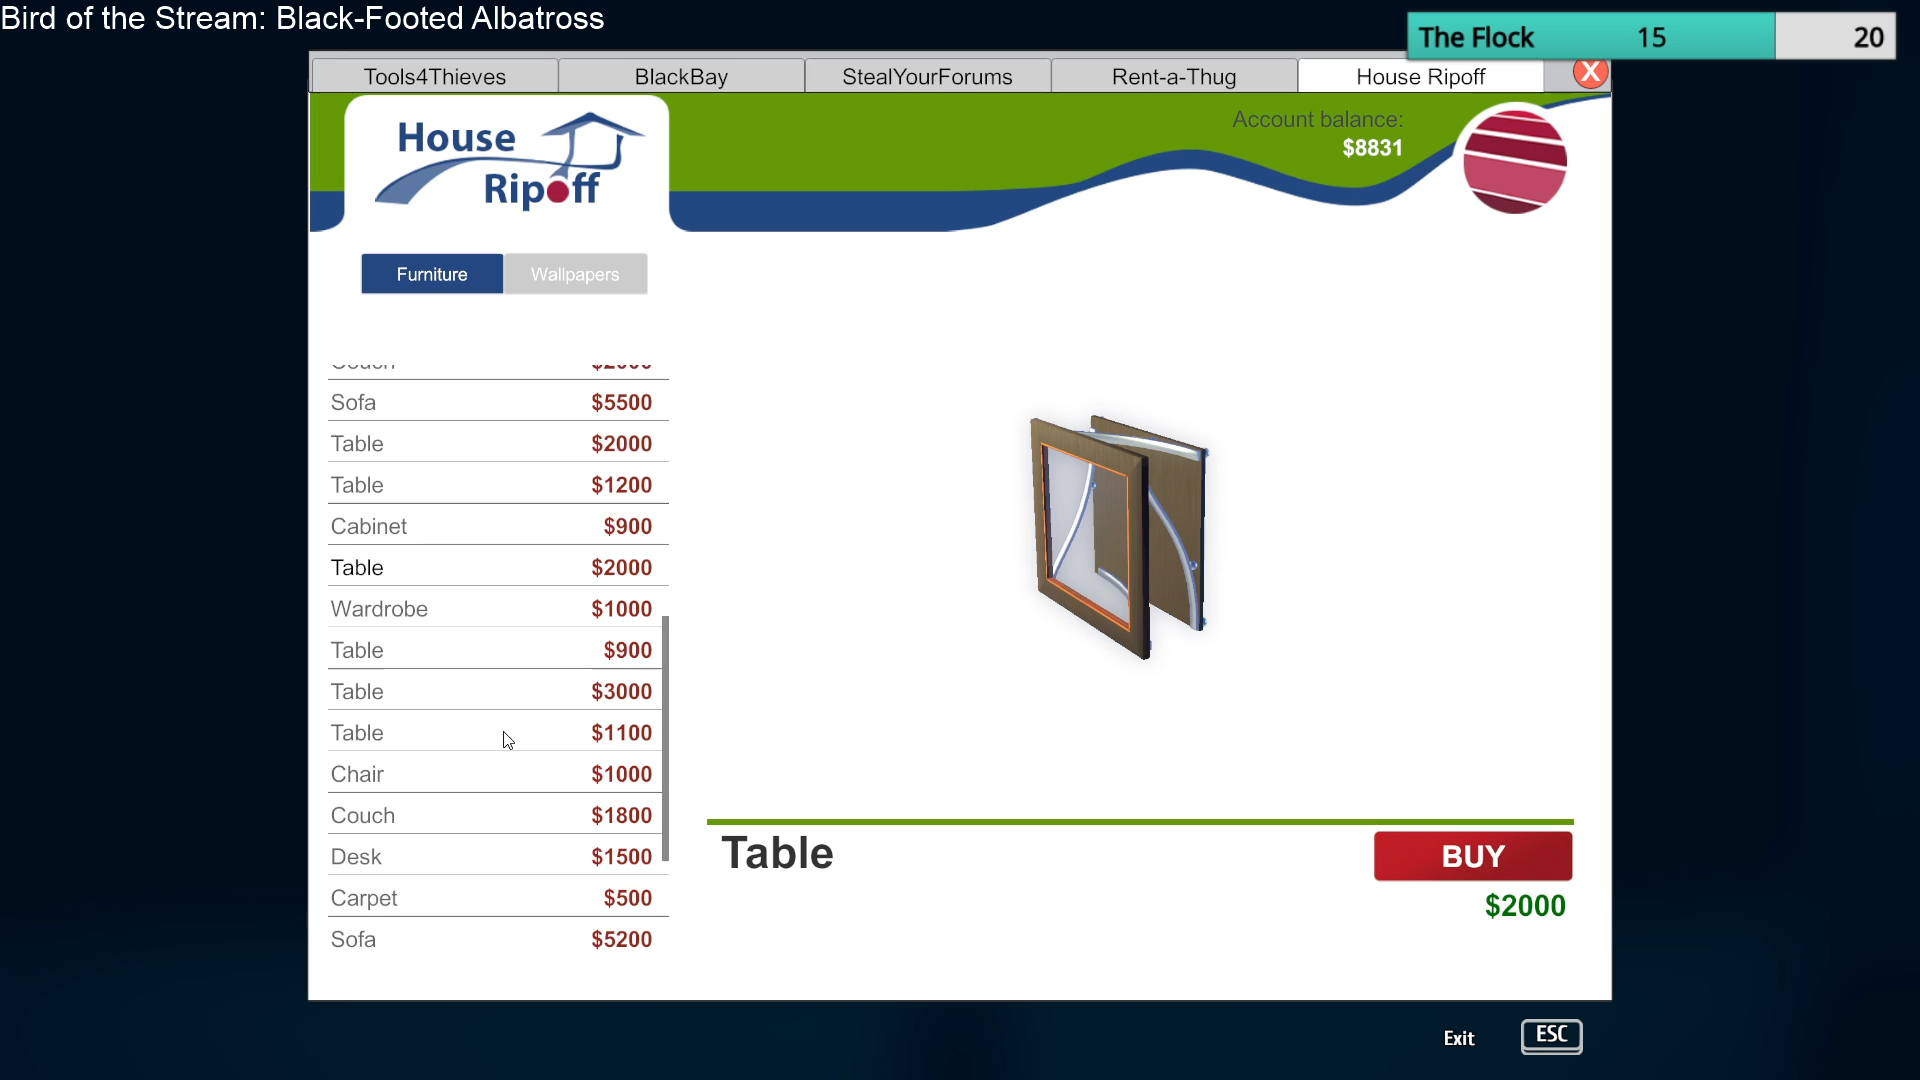 Bird of the Stream: Black-Footed Albatross
The Flock 15 20
Tools4Thieves BlackBay StealYourForums Rent-a-Thug House Ripoff X
House
Ripoff
Account balance:
$8831
Furniture Wallpapers
Sofa $5500
Table $2000
Table $1200
Cabinet $900
Table $2000
Wardrobe $1000
Table $900
Table $3000
Table $1100
Chair $1000
Couch $1800
Desk $1500
Carpet $500
Sofa $5200
Table
BUY
$2000
Exit ESC